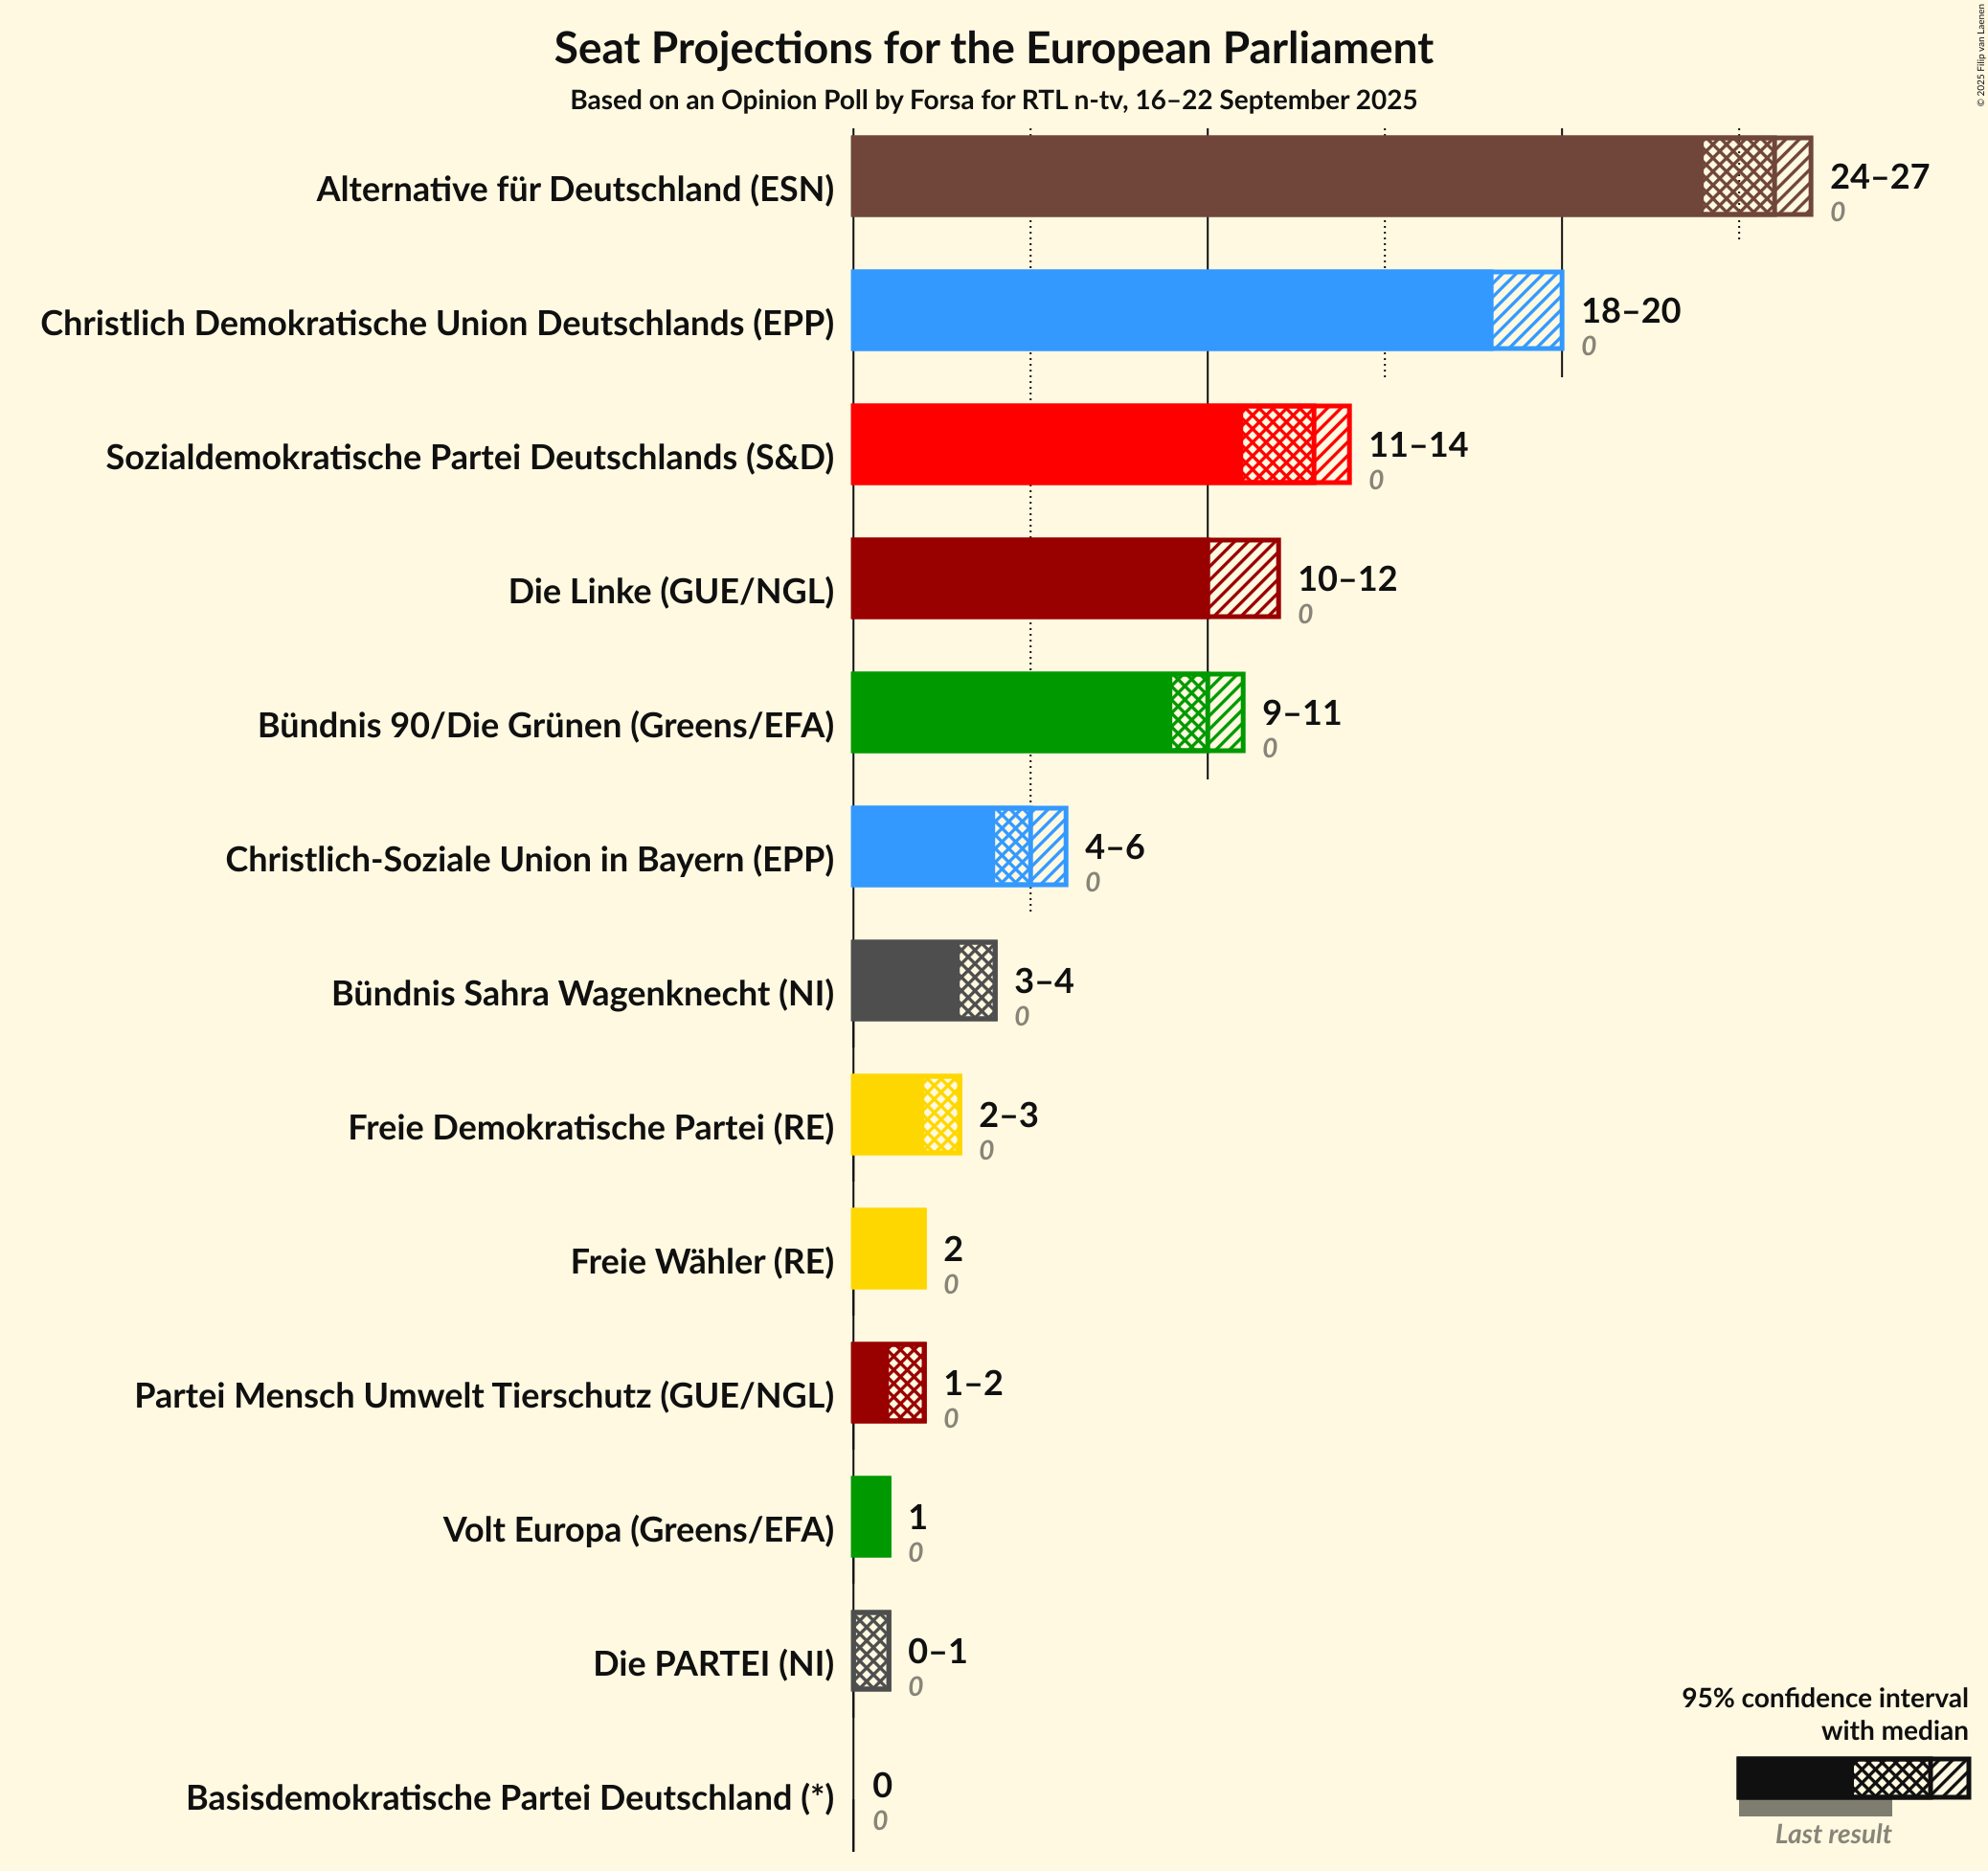 Seat Projections for the European Parliament
Based on an Opinion Poll by Forsa for RTL n-tv, 16–22 September 2025
© 2025 Filip van Laenen
Alternative für Deutschland (ESN)
24–27
0
Christlich Demokratische Union Deutschlands (EPP)
18–20
0
Sozialdemokratische Partei Deutschlands (S&D)
11–14
0
Die Linke (GUE/NGL)
10–12
0
Bündnis 90/Die Grünen (Greens/EFA)
9–11
0
Christlich-Soziale Union in Bayern (EPP)
4–6
0
Bündnis Sahra Wagenknecht (NI)
3–4
0
Freie Demokratische Partei (RE)
2–3
0
Freie Wähler (RE)
2
0
Partei Mensch Umwelt Tierschutz (GUE/NGL)
1–2
0
Volt Europa (Greens/EFA)
1
0
Die PARTEI (NI)
0–1
0
Basisdemokratische Partei Deutschland (*)
0
0
95% confidence interval
with median
Last result